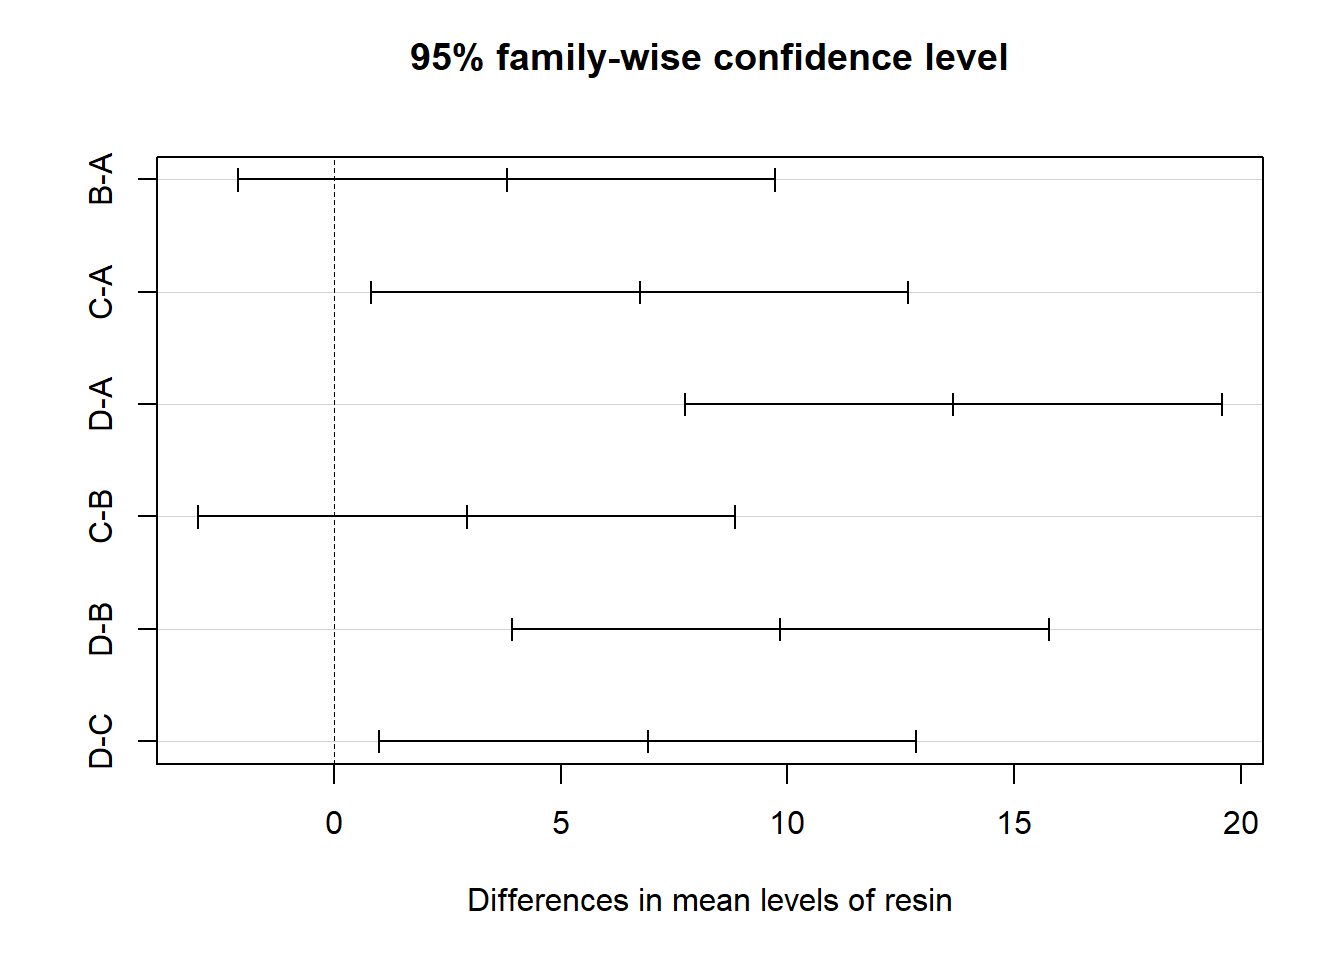 95% family-wise confidence level
B-A
C-A
D-A
C-B
D-B
D-C
0 5 10 15 20
Differences in mean levels of resin